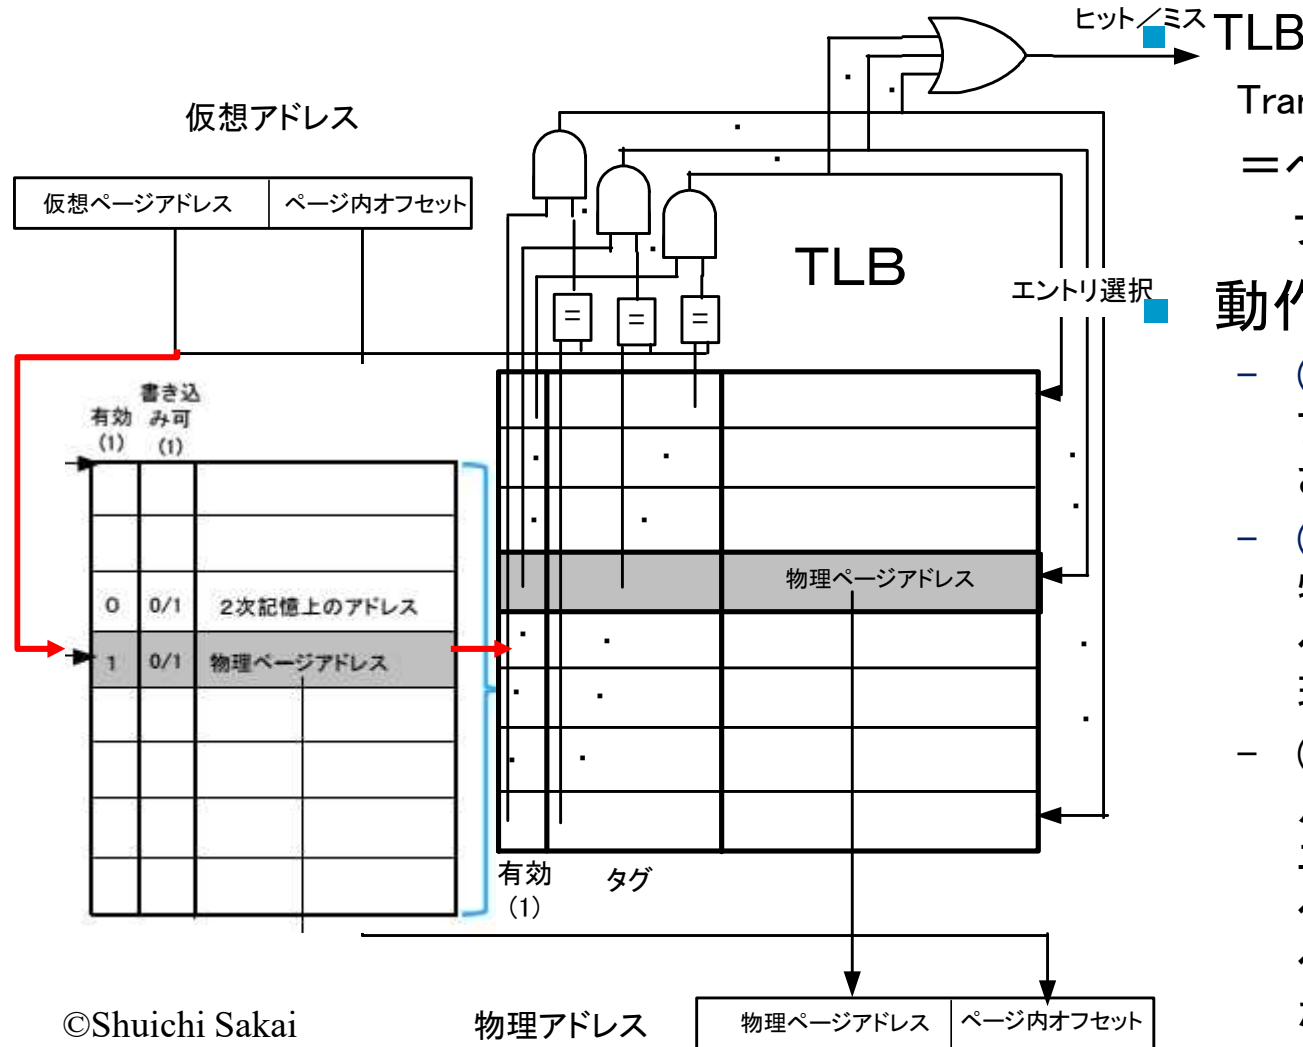 ヒット／ミス
TLB
仮想アドレス
仮想ページアドレス
ページ内オフセット
TLB
エントリ選択
=
=
=
有効
(1)
書き込
み可
(1)
0
0/1
2次記憶上のアドレス
1
0/1
物理ページアドレス
物理ページアドレス
有効
(1)
タグ
©Shuichi Sakai
物理アドレス
物理ページアドレス
ページ内オフセット